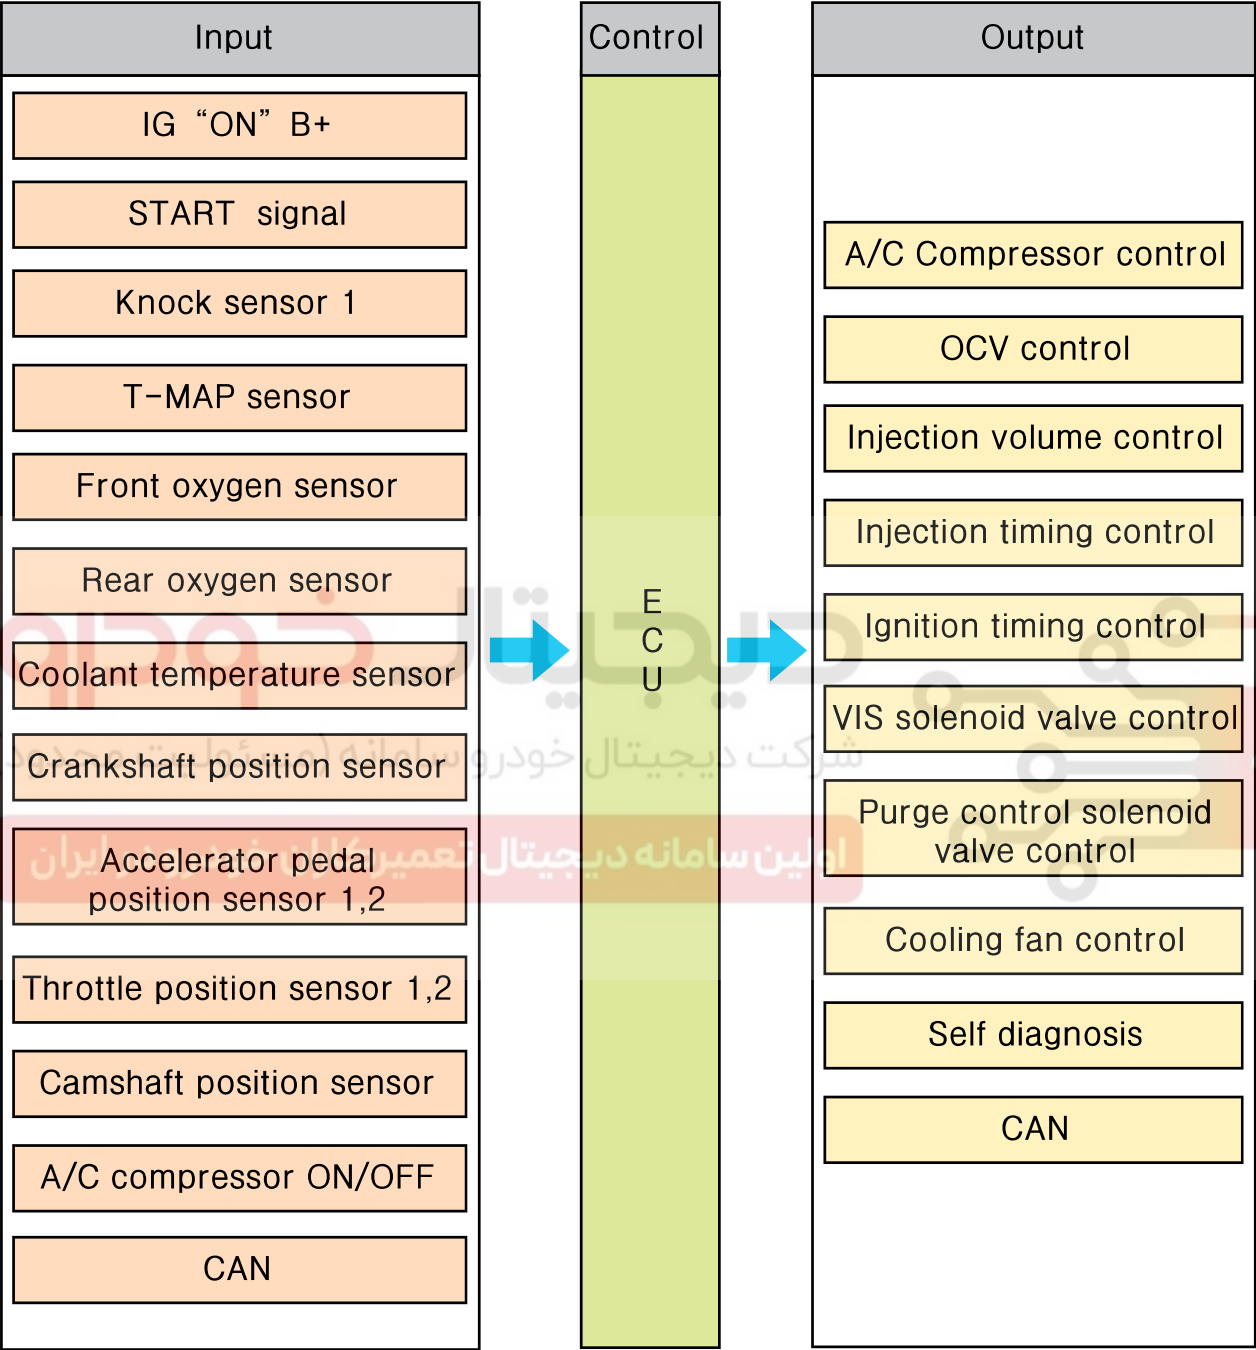 Input
IG “ON” B+
START signal
Knock sensor 1
T-MAP sensor
Front oxygen sensor
Rear oxygen sensor
Coolant temperature sensor
Crankshaft position sensor
Accelerator pedal
position sensor 1,2
Throttle position sensor 1,2
Camshaft position sensor
A/C compressor ON/OFF
CAN
Control
E
C
U
Output
A/C Compressor control
OCV control
Injection volume control
Injection timing control
Ignition timing control
VIS solenoid valve control
Purge control solenoid
valve control
Cooling fan control
Self diagnosis
CAN
دیجیتال خودرو
شرکت دیجیتال خودرو سامانه (مسئولیت محدود
اولین سامانه دیجیتال تعمیرکاران خودرو در ایران